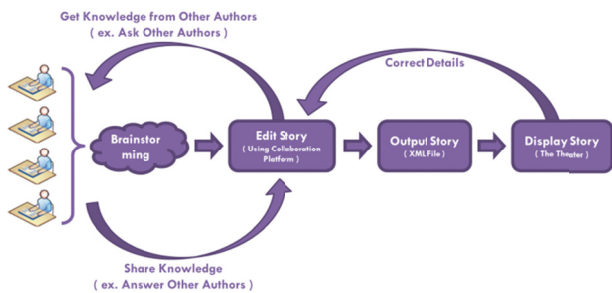 Get Knowledge from Other Authors
( ex. Ask Other Authors )
Correct Details
Brainstor
ming
Edit Story
( Using Collaboration
Platform )
Output Story
( XMLFile )
Display Story
( The Theater )
Share Knowledge
( ex. Answer Other Authors )